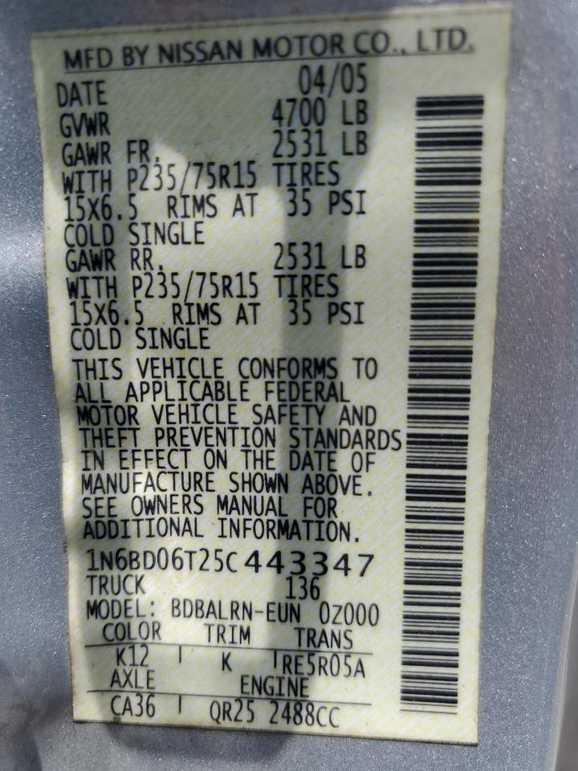 MFD BY NISSAN MOTOR CO., LTD.
DATE 04/05
GVWR 4700 LB
GAWR FR. 2531 LB
WITH P235/75R15 TIRES
15X6.5 RIMS AT 35 PSI
COLD SINGLE
GAWR RR. 2531 LB
WITH P235/75R15 TIRES
15X6.5 RIMS AT 35 PSI
COLD SINGLE
THIS VEHICLE CONFORMS TO
ALL APPLICABLE FEDERAL
MOTOR VEHICLE SAFETY AND
THEFT PREVENTION STANDARDS
IN EFFECT ON THE DATE OF
MANUFACTURE SHOWN ABOVE.
SEE OWNERS MANUAL FOR
ADDITIONAL INFORMATION.
1N6BD06T25C443347
TRUCK 136
MODEL: BDBALRN-EUN 0Z000
COLOR TRIM TRANS
K12 K RE5R05A
AXLE ENGINE
CA36 QR25 2488CC